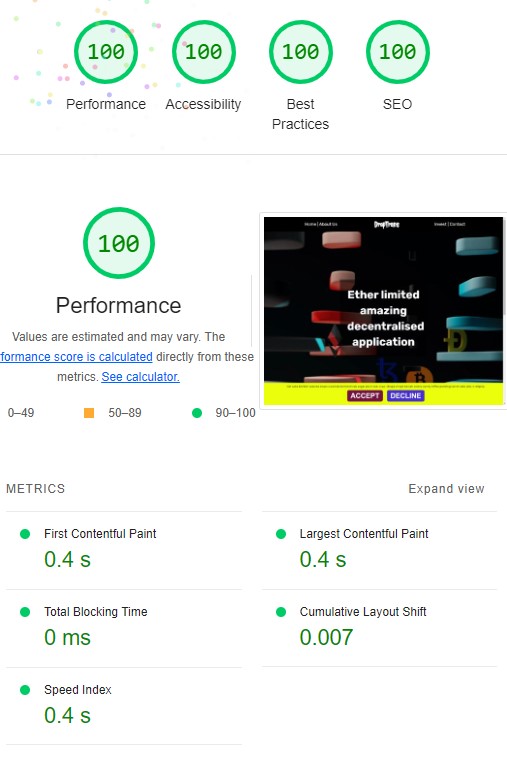 100 100 100 100
Performance Accessibility Best Practices SEO
100
Performance
Values are estimated and may vary. The
formance score is calculated directly from these
metrics. See calculator.
0–49 50–89 90–100
Home | About Us DropTrone Invest | Contact
Ether limited
amazing
decentralised
application
ACCEPT DECLINE
METRICS Expand view
First Contentful Paint
0.4 s
Largest Contentful Paint
0.4 s
Total Blocking Time
0 ms
Cumulative Layout Shift
0.007
Speed Index
0.4 s